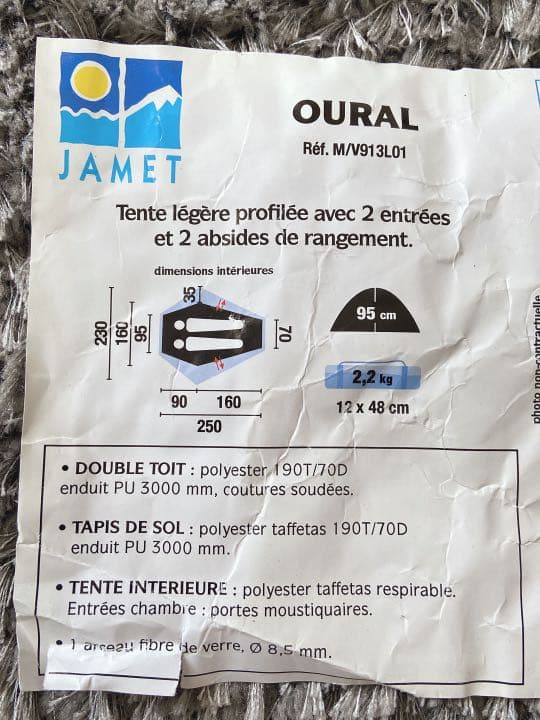 JAMET
OURAL
Réf. M/V913L01
Tente légère profilée avec 2 entrées
et 2 absides de rangement.
dimensions intérieures
35
230
160
95
70
90 160
250
95 cm
2,2 kg
12 x 48 cm
photo non-contractuelle
• DOUBLE TOIT : polyester 190T/70D
enduit PU 3000 mm, coutures soudées.
• TAPIS DE SOL : polyester taffetas 190T/70D
enduit PU 3000 mm.
• TENTE INTERIEURE : polyester taffetas respirable.
Entrées chambre : portes moustiquaires.
• 1 arceau fibre de verre, Ø 8,5 mm.